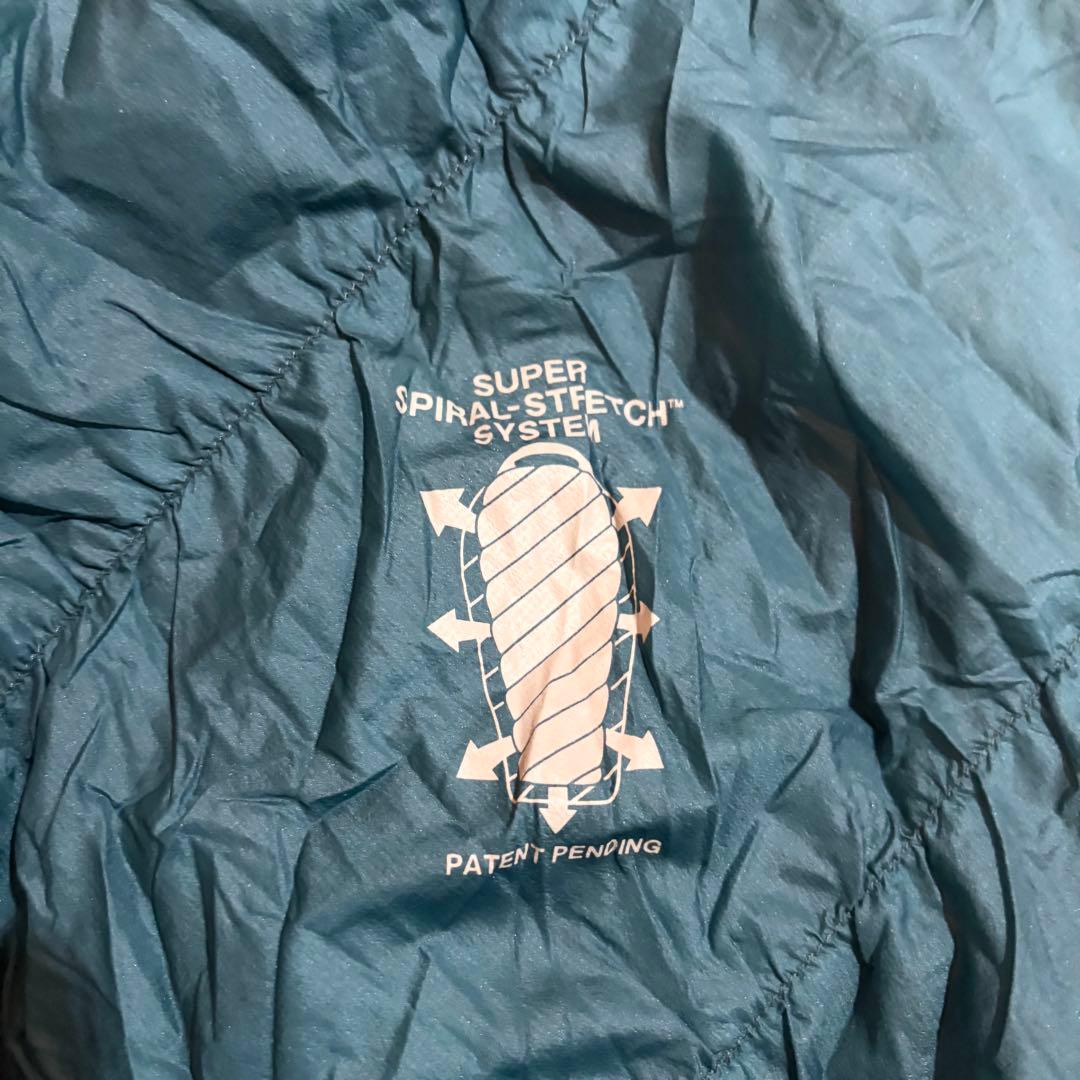 SUPER
SPIRAL-STRETCH™
SYSTEM
PATENT PENDING